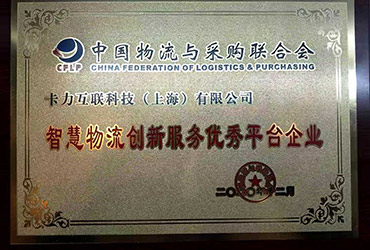 中国物流与采购联合会
CFLP
CHINA FEDERATION OF LOGISTICS & PURCHASING
卡力互联科技（上海）有限公司
智慧物流创新服务优秀平台企业